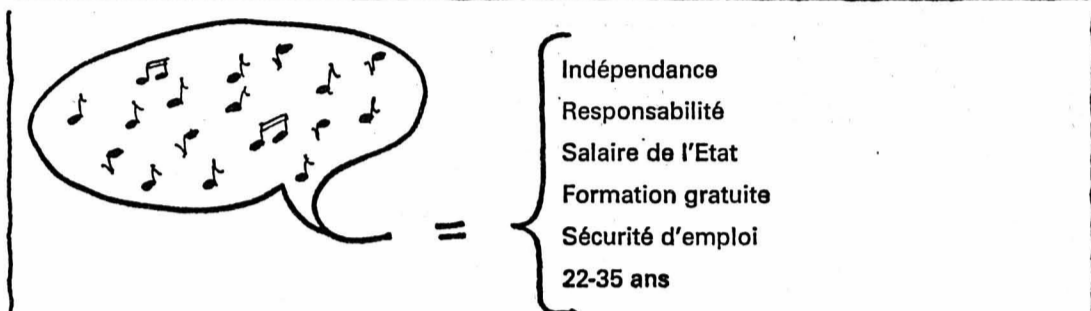 =
Indépendance
Responsabilité
Salaire de l'Etat
Formation gratuite
Sécurité d'emploi
22-35 ans